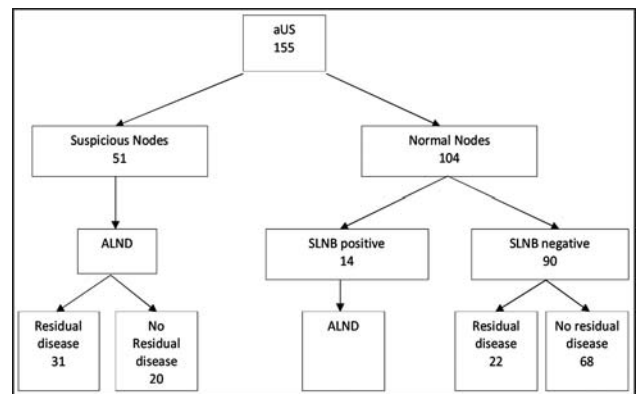 aUS
155
Suspicious Nodes
51
Normal Nodes
104
ALND
SLNB positive
14
SLNB negative
90
Residual
disease
31
No
Residual
disease
20
ALND
Residual
disease
22
No residual
disease
68